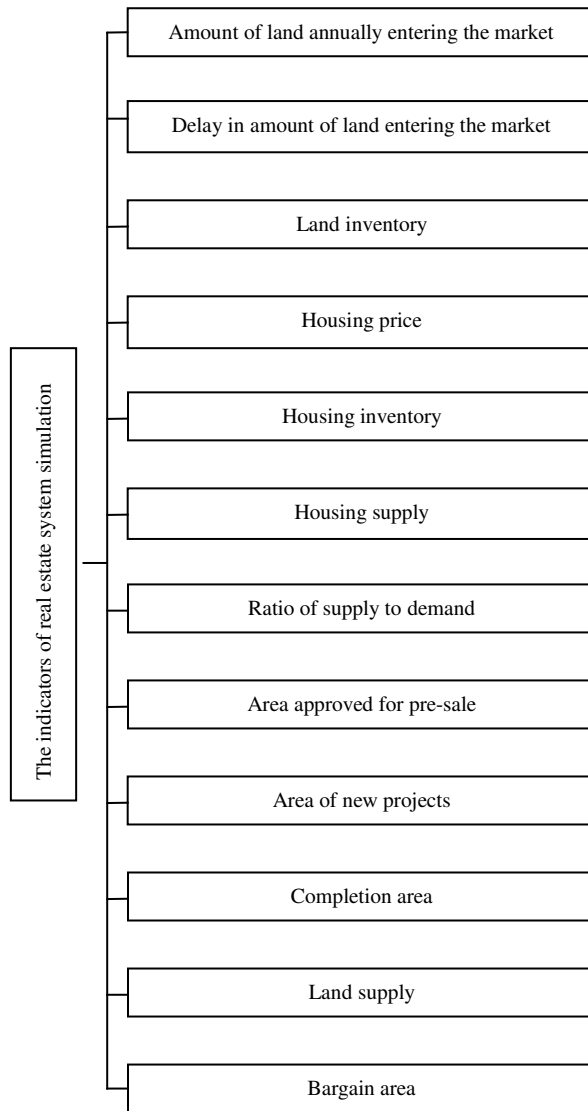 The indicators of real estate system simulation
Amount of land annually entering the market
Delay in amount of land entering the market
Land inventory
Housing price
Housing inventory
Housing supply
Ratio of supply to demand
Area approved for pre-sale
Area of new projects
Completion area
Land supply
Bargain area